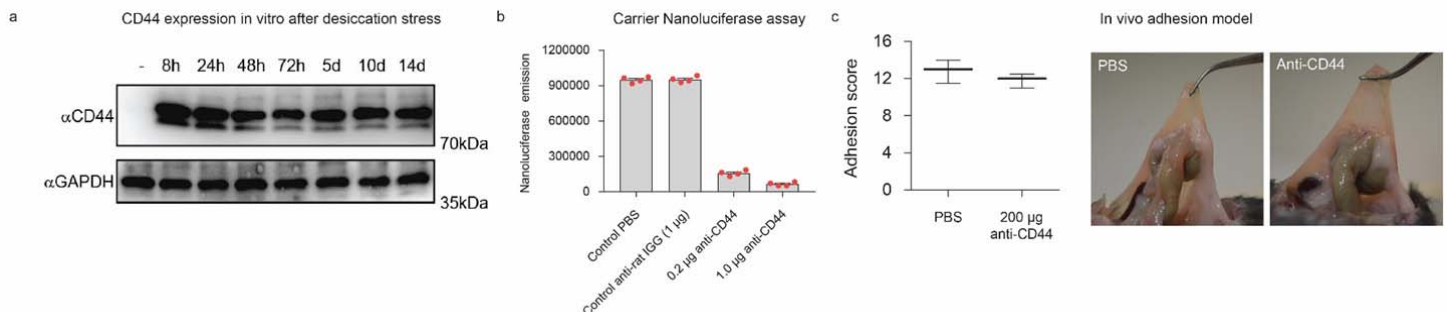 a
CD44 expression in vitro after desiccation stress
- 8h 24h 48h 72h 5d 10d 14d
αCD44
70kDa
αGAPDH
35kDa
b
Carrier Nanoluciferase assay
Nanoluciferase emission
1200000
900000
600000
300000
0
Control PBS
Control anti-rat IGG (1 µg)
0.2 µg anti-CD44
1.0 µg anti-CD44
c
In vivo adhesion model
Adhesion score
16
12
8
4
0
PBS
200 µg
anti-CD44
PBS
Anti-CD44